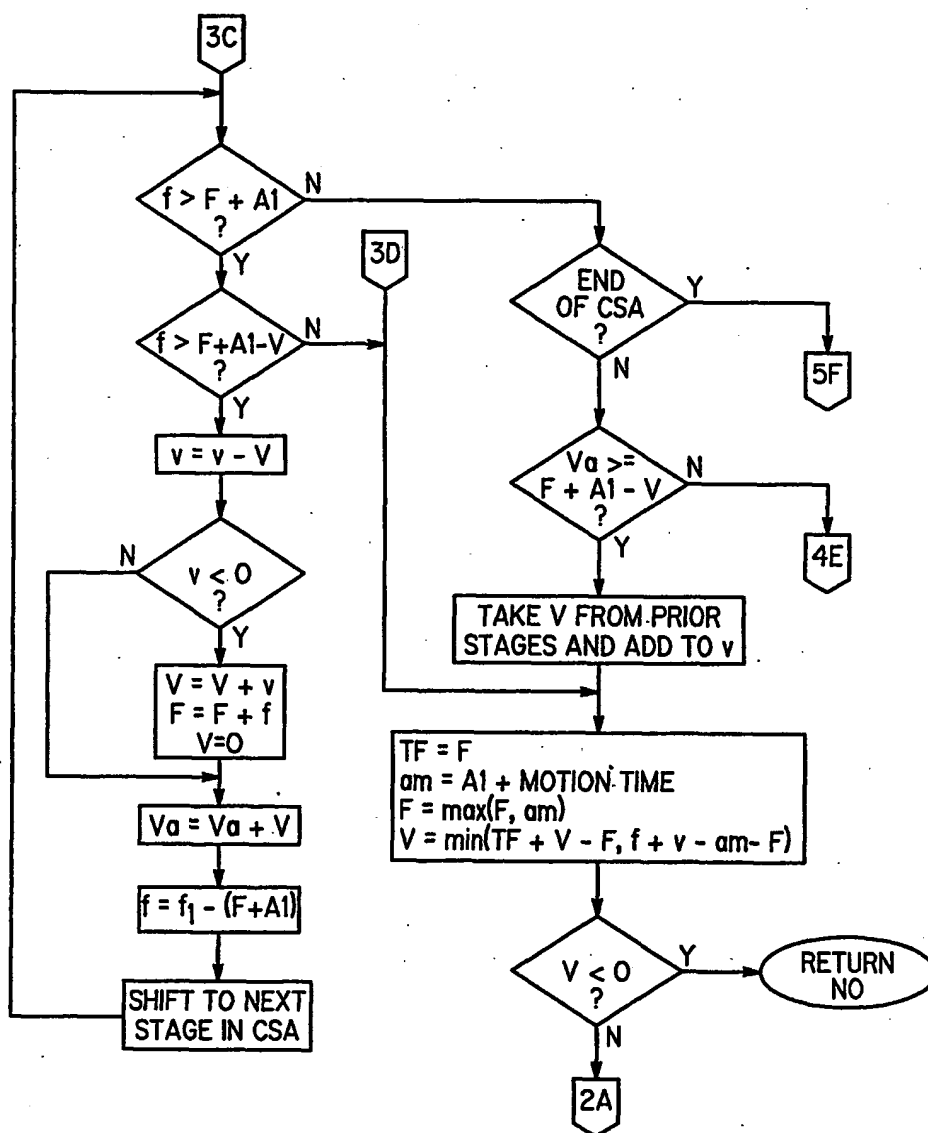 3C
f > F + A1
?
N
Y
f > F+A1-V
?
N
Y
v = v - V
v < 0
?
N
Y
V = V + v
F = F + f
V=0
Va = Va + V
f = f1 - (F+A1)
SHIFT TO NEXT
STAGE IN CSA
3D
END
OF CSA
?
Y
N
5F
Va >=
F + A1 - V
?
N
Y
4E
TAKE V FROM PRIOR
STAGES AND ADD TO v
TF = F
am = A1 + MOTION TIME
F = max(F, am)
V = min(TF + V - F, f + v - am- F)
V < 0
?
Y
N
RETURN
NO
2A